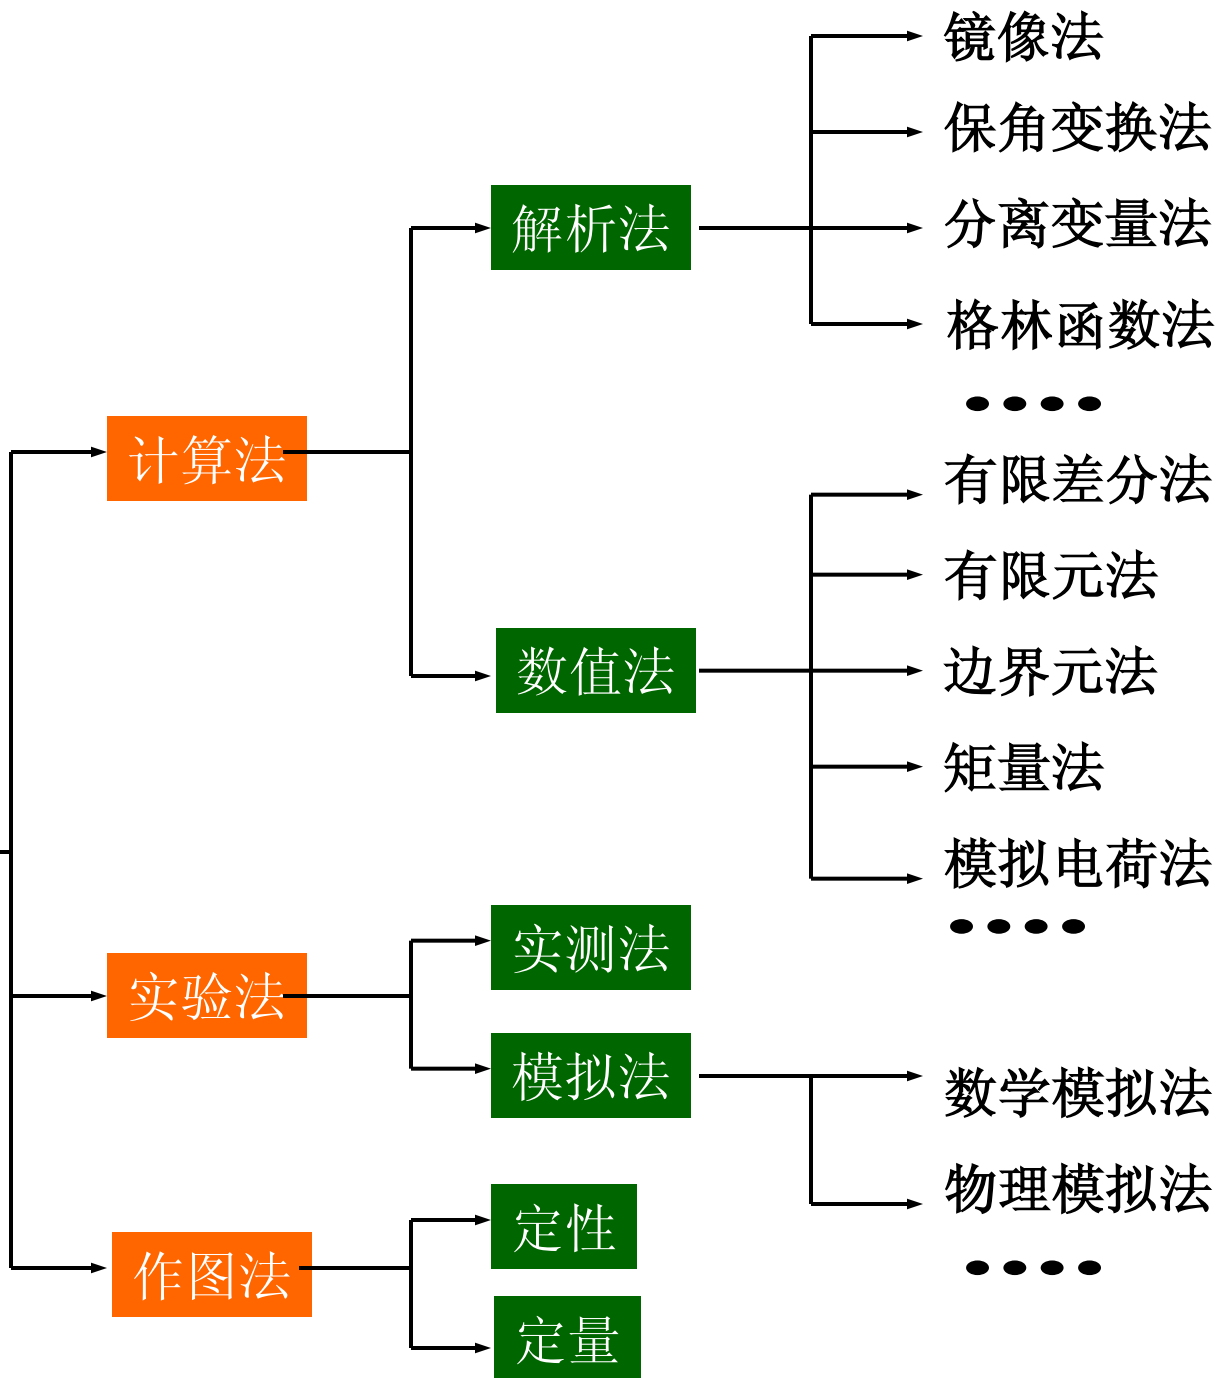 计算法
解析法
镜像法
保角变换法
分离变量法
格林函数法
••••
数值法
有限差分法
有限元法
边界元法
矩量法
模拟电荷法
••••
实验法
实测法
模拟法
数学模拟法
物理模拟法
••••
作图法
定性
定量